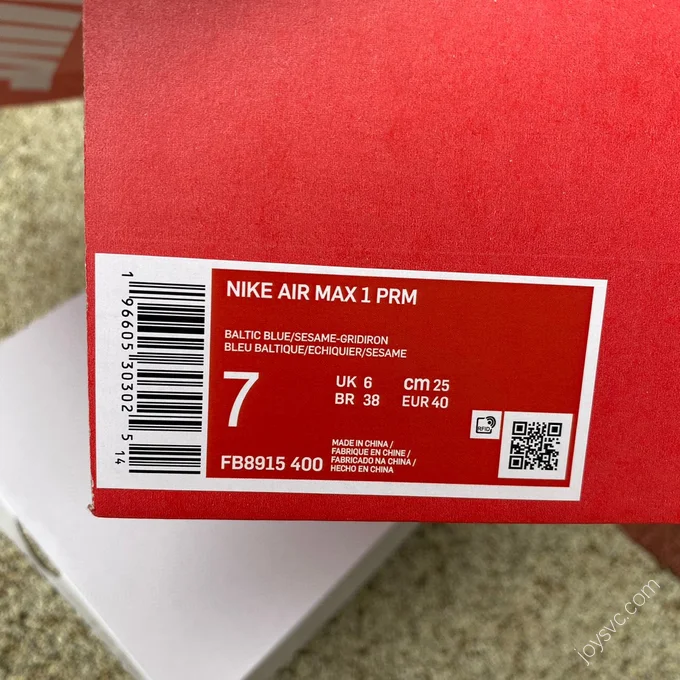 NIKE AIR MAX 1 PRM
BALTIC BLUE/SESAME-GRIDIRON
BLEU BALTIQUE/ECHIQUIER/SESAME
7
UK 6 cm 25
BR 38 EUR 40
FB8915 400
MADE IN CHINA /
FABRIQUE EN CHINE /
FABRICADO NA CHINA /
HECHO EN CHINA
RFID
1 96605 30302 5 14
joysvc.com